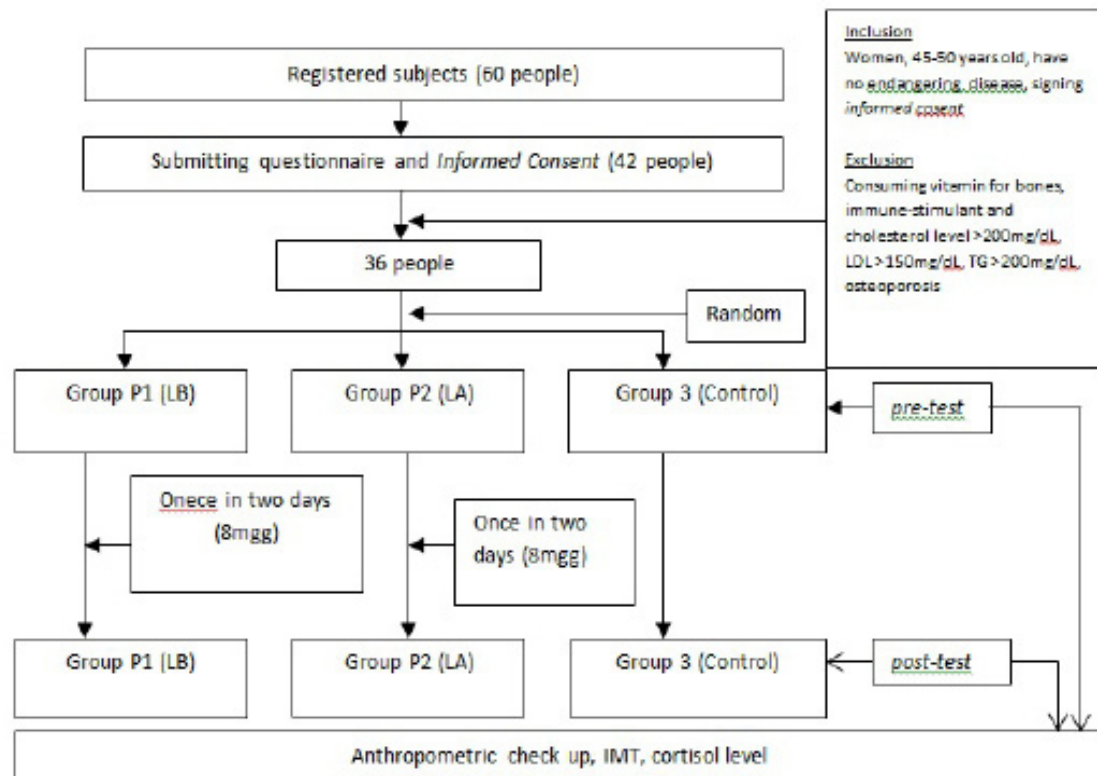 Registered subjects (60 people)
Submitting questionnaire and Informed Consent (42 people)
36 people
Random
Inclusion
Women, 45-50 years old, have
no endangering, disease, signing
informed cosent
Exclusion
Consuming vitemin for bones,
immune-stimulant and
cholesterol level >200mg/dL,
LDL >150mg/dL, TG >200mg/dL,
osteoporosis
Group P1 (LB)
Group P2 (LA)
Group 3 (Control)
pre-test
Onece in two days
(8mgg)
Once in two
days (8mgg)
Group P1 (LB)
Group P2 (LA)
Group 3 (Control)
post-test
Anthropometric check up, IMT, cortisol level